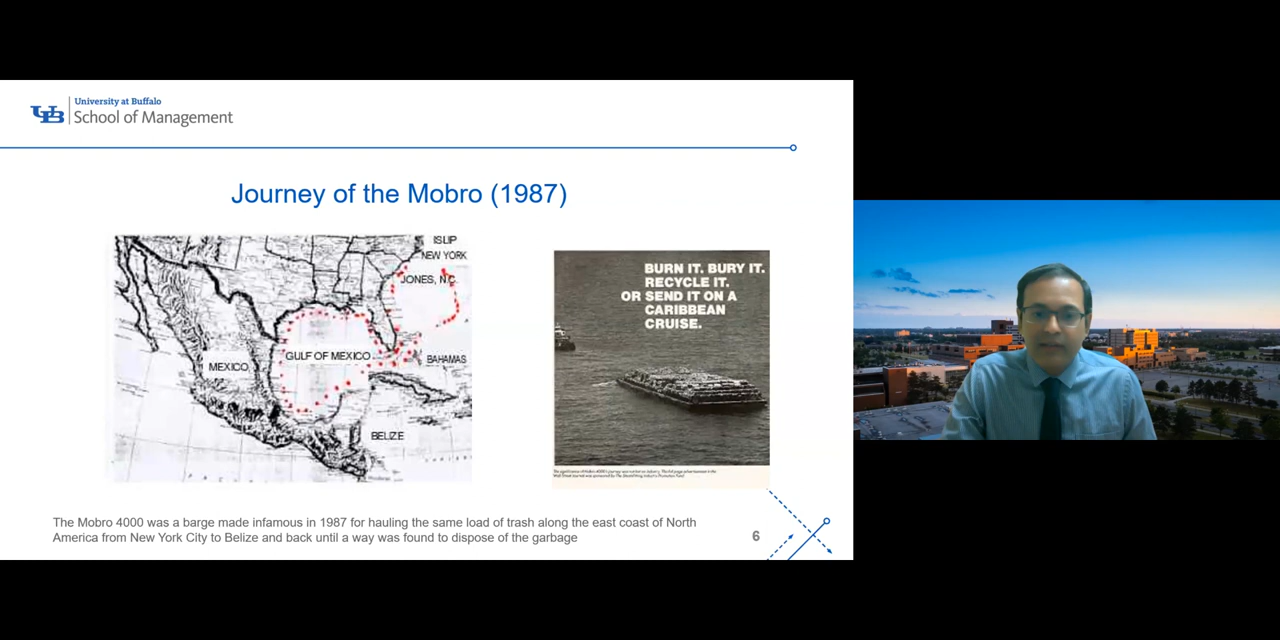 University at Buffalo
School of Management
Journey of the Mobro (1987)
ISLIP
NEW YORK
JONES, N.C.
GULF OF MEXICO
MEXICO
BAHAMAS
BELIZE
BURN IT. BURY IT.
RECYCLE IT.
OR SEND IT ON A
CARIBBEAN
CRUISE.
The Mobro 4000 was a barge made infamous in 1987 for hauling the same load of trash along the east coast of North
America from New York City to Belize and back until a way was found to dispose of the garbage
6